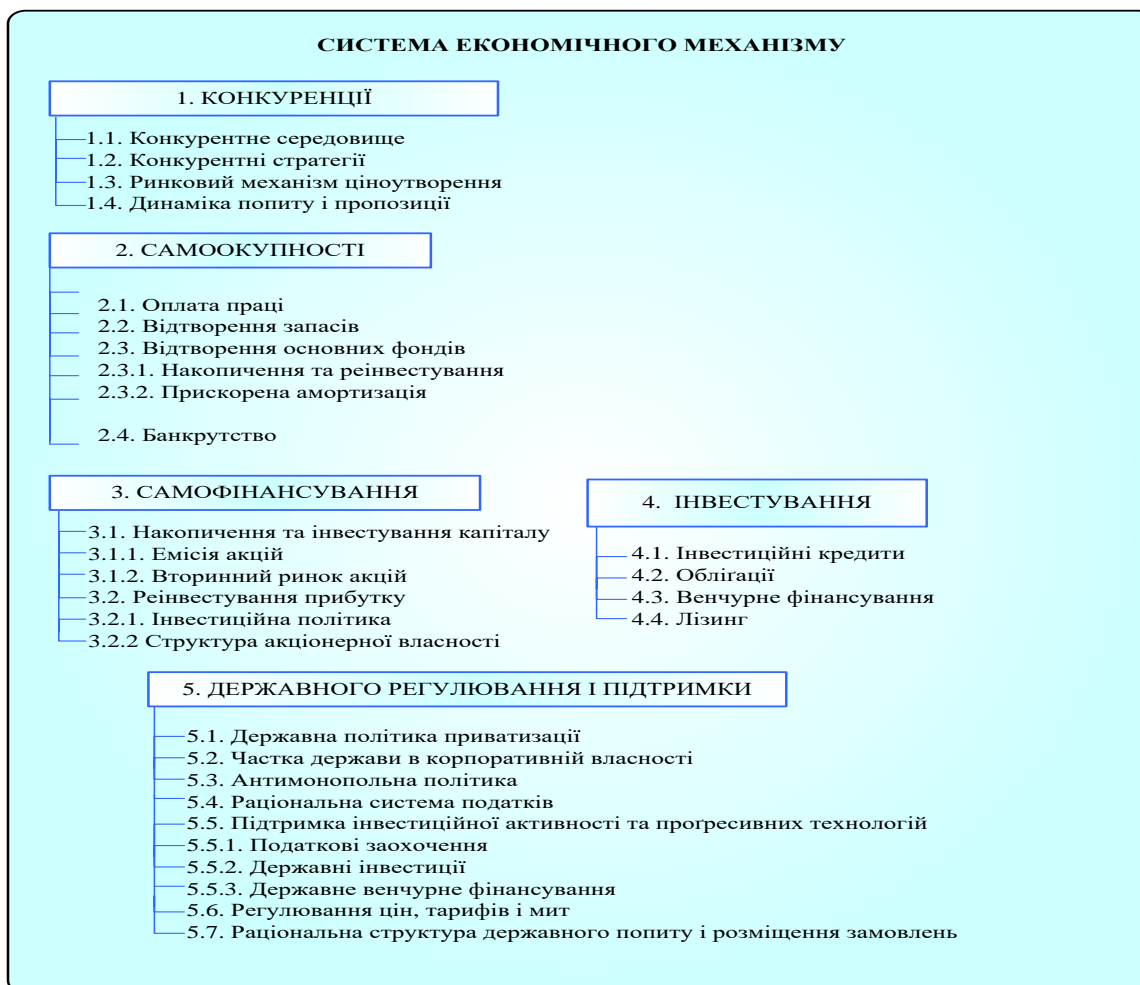 СИСТЕМА ЕКОНОМІЧНОГО МЕХАНІЗМУ
1. КОНКУРЕНЦІЇ
1.1. Конкурентне середовище
1.2. Конкурентні стратегії
1.3. Ринковий механізм ціноутворення
1.4. Динаміка попиту і пропозиції
2. САМООКУПНОСТІ
2.1. Оплата праці
2.2. Відтворення запасів
2.3. Відтворення основних фондів
2.3.1. Накопичення та реінвестування
2.3.2. Прискорена амортизація
2.4. Банкрутство
3. САМОФІНАНСУВАННЯ
3.1. Накопичення та інвестування капіталу
3.1.1. Емісія акцій
3.1.2. Вторинний ринок акцій
3.2. Реінвестування прибутку
3.2.1. Інвестиційна політика
3.2.2 Структура акціонерної власності
4. ІНВЕСТУВАННЯ
4.1. Інвестиційні кредити
4.2. Обліґації
4.3. Венчурне фінансування
4.4. Лізинг
5. ДЕРЖАВНОГО РЕГУЛЮВАННЯ І ПІДТРИМКИ
5.1. Державна політика приватизації
5.2. Частка держави в корпоративній власності
5.3. Антимонопольна політика
5.4. Раціональна система податків
5.5. Підтримка інвестиційної активності та проґресивних технологій
5.5.1. Податкові заохочення
5.5.2. Державні інвестиції
5.5.3. Державне венчурне фінансування
5.6. Регулювання цін, тарифів і мит
5.7. Раціональна структура державного попиту і розміщення замовлень